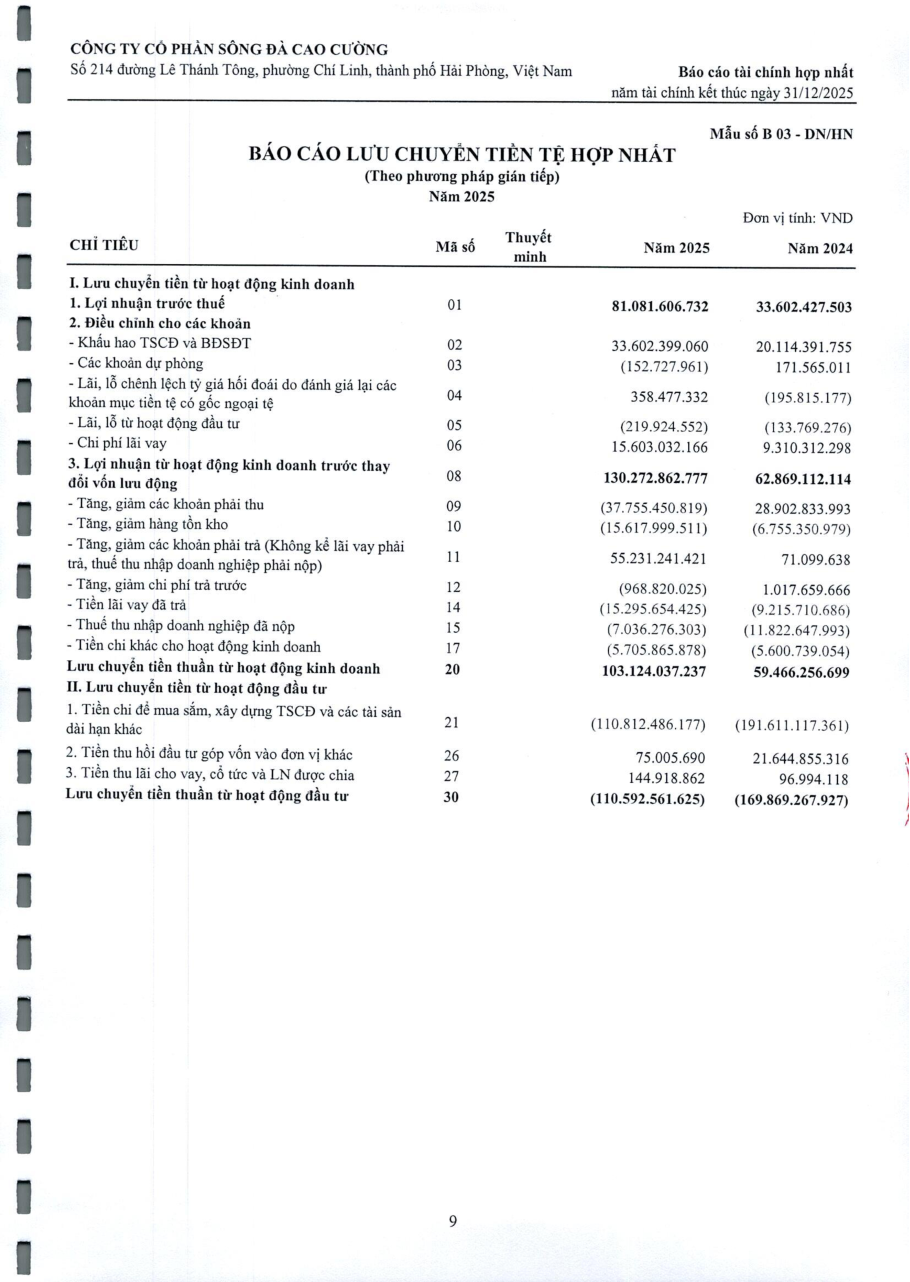 CÔNG TY CỔ PHẦN SÔNG ĐÀ CAO CƯỜNG
Số 214 đường Lê Thánh Tông, phường Chí Linh, thành phố Hải Phòng, Việt Nam
Báo cáo tài chính hợp nhất
năm tài chính kết thúc ngày 31/12/2025
Mẫu số B 03 - DN/HN
BÁO CÁO LƯU CHUYỂN TIỀN TỆ HỢP NHẤT
(Theo phương pháp gián tiếp)
Năm 2025
Đơn vị tính: VND
CHỈ TIÊU Mã số Thuyết minh Năm 2025 Năm 2024
I. Lưu chuyển tiền từ hoạt động kinh doanh
1. Lợi nhuận trước thuế 01 81.081.606.732 33.602.427.503
2. Điều chỉnh cho các khoản
- Khấu hao TSCĐ và BĐSĐT 02 33.602.399.060 20.114.391.755
- Các khoản dự phòng 03 (152.727.961) 171.565.011
- Lãi, lỗ chênh lệch tỷ giá hối đoái do đánh giá lại các
khoản mục tiền tệ có gốc ngoại tệ 04 358.477.332 (195.815.177)
- Lãi, lỗ từ hoạt động đầu tư 05 (219.924.552) (133.769.276)
- Chi phí lãi vay 06 15.603.032.166 9.310.312.298
3. Lợi nhuận từ hoạt động kinh doanh trước thay
đổi vốn lưu động 08 130.272.862.777 62.869.112.114
- Tăng, giảm các khoản phải thu 09 (37.755.450.819) 28.902.833.993
- Tăng, giảm hàng tồn kho 10 (15.617.999.511) (6.755.350.979)
- Tăng, giảm các khoản phải trả (Không kể lãi vay phải
trả, thuế thu nhập doanh nghiệp phải nộp) 11 55.231.241.421 71.099.638
- Tăng, giảm chi phí trả trước 12 (968.820.025) 1.017.659.666
- Tiền lãi vay đã trả 14 (15.295.654.425) (9.215.710.686)
- Thuế thu nhập doanh nghiệp đã nộp 15 (7.036.276.303) (11.822.647.993)
- Tiền chi khác cho hoạt động kinh doanh 17 (5.705.865.878) (5.600.739.054)
Lưu chuyển tiền thuần từ hoạt động kinh doanh 20 103.124.037.237 59.466.256.699
II. Lưu chuyển tiền từ hoạt động đầu tư
1. Tiền chi để mua sắm, xây dựng TSCĐ và các tài sản
dài hạn khác 21 (110.812.486.177) (191.611.117.361)
2. Tiền thu hồi đầu tư góp vốn vào đơn vị khác 26 75.005.690 21.644.855.316
3. Tiền thu lãi cho vay, cổ tức và LN được chia 27 144.918.862 96.994.118
Lưu chuyển tiền thuần từ hoạt động đầu tư 30 (110.592.561.625) (169.869.267.927)
9